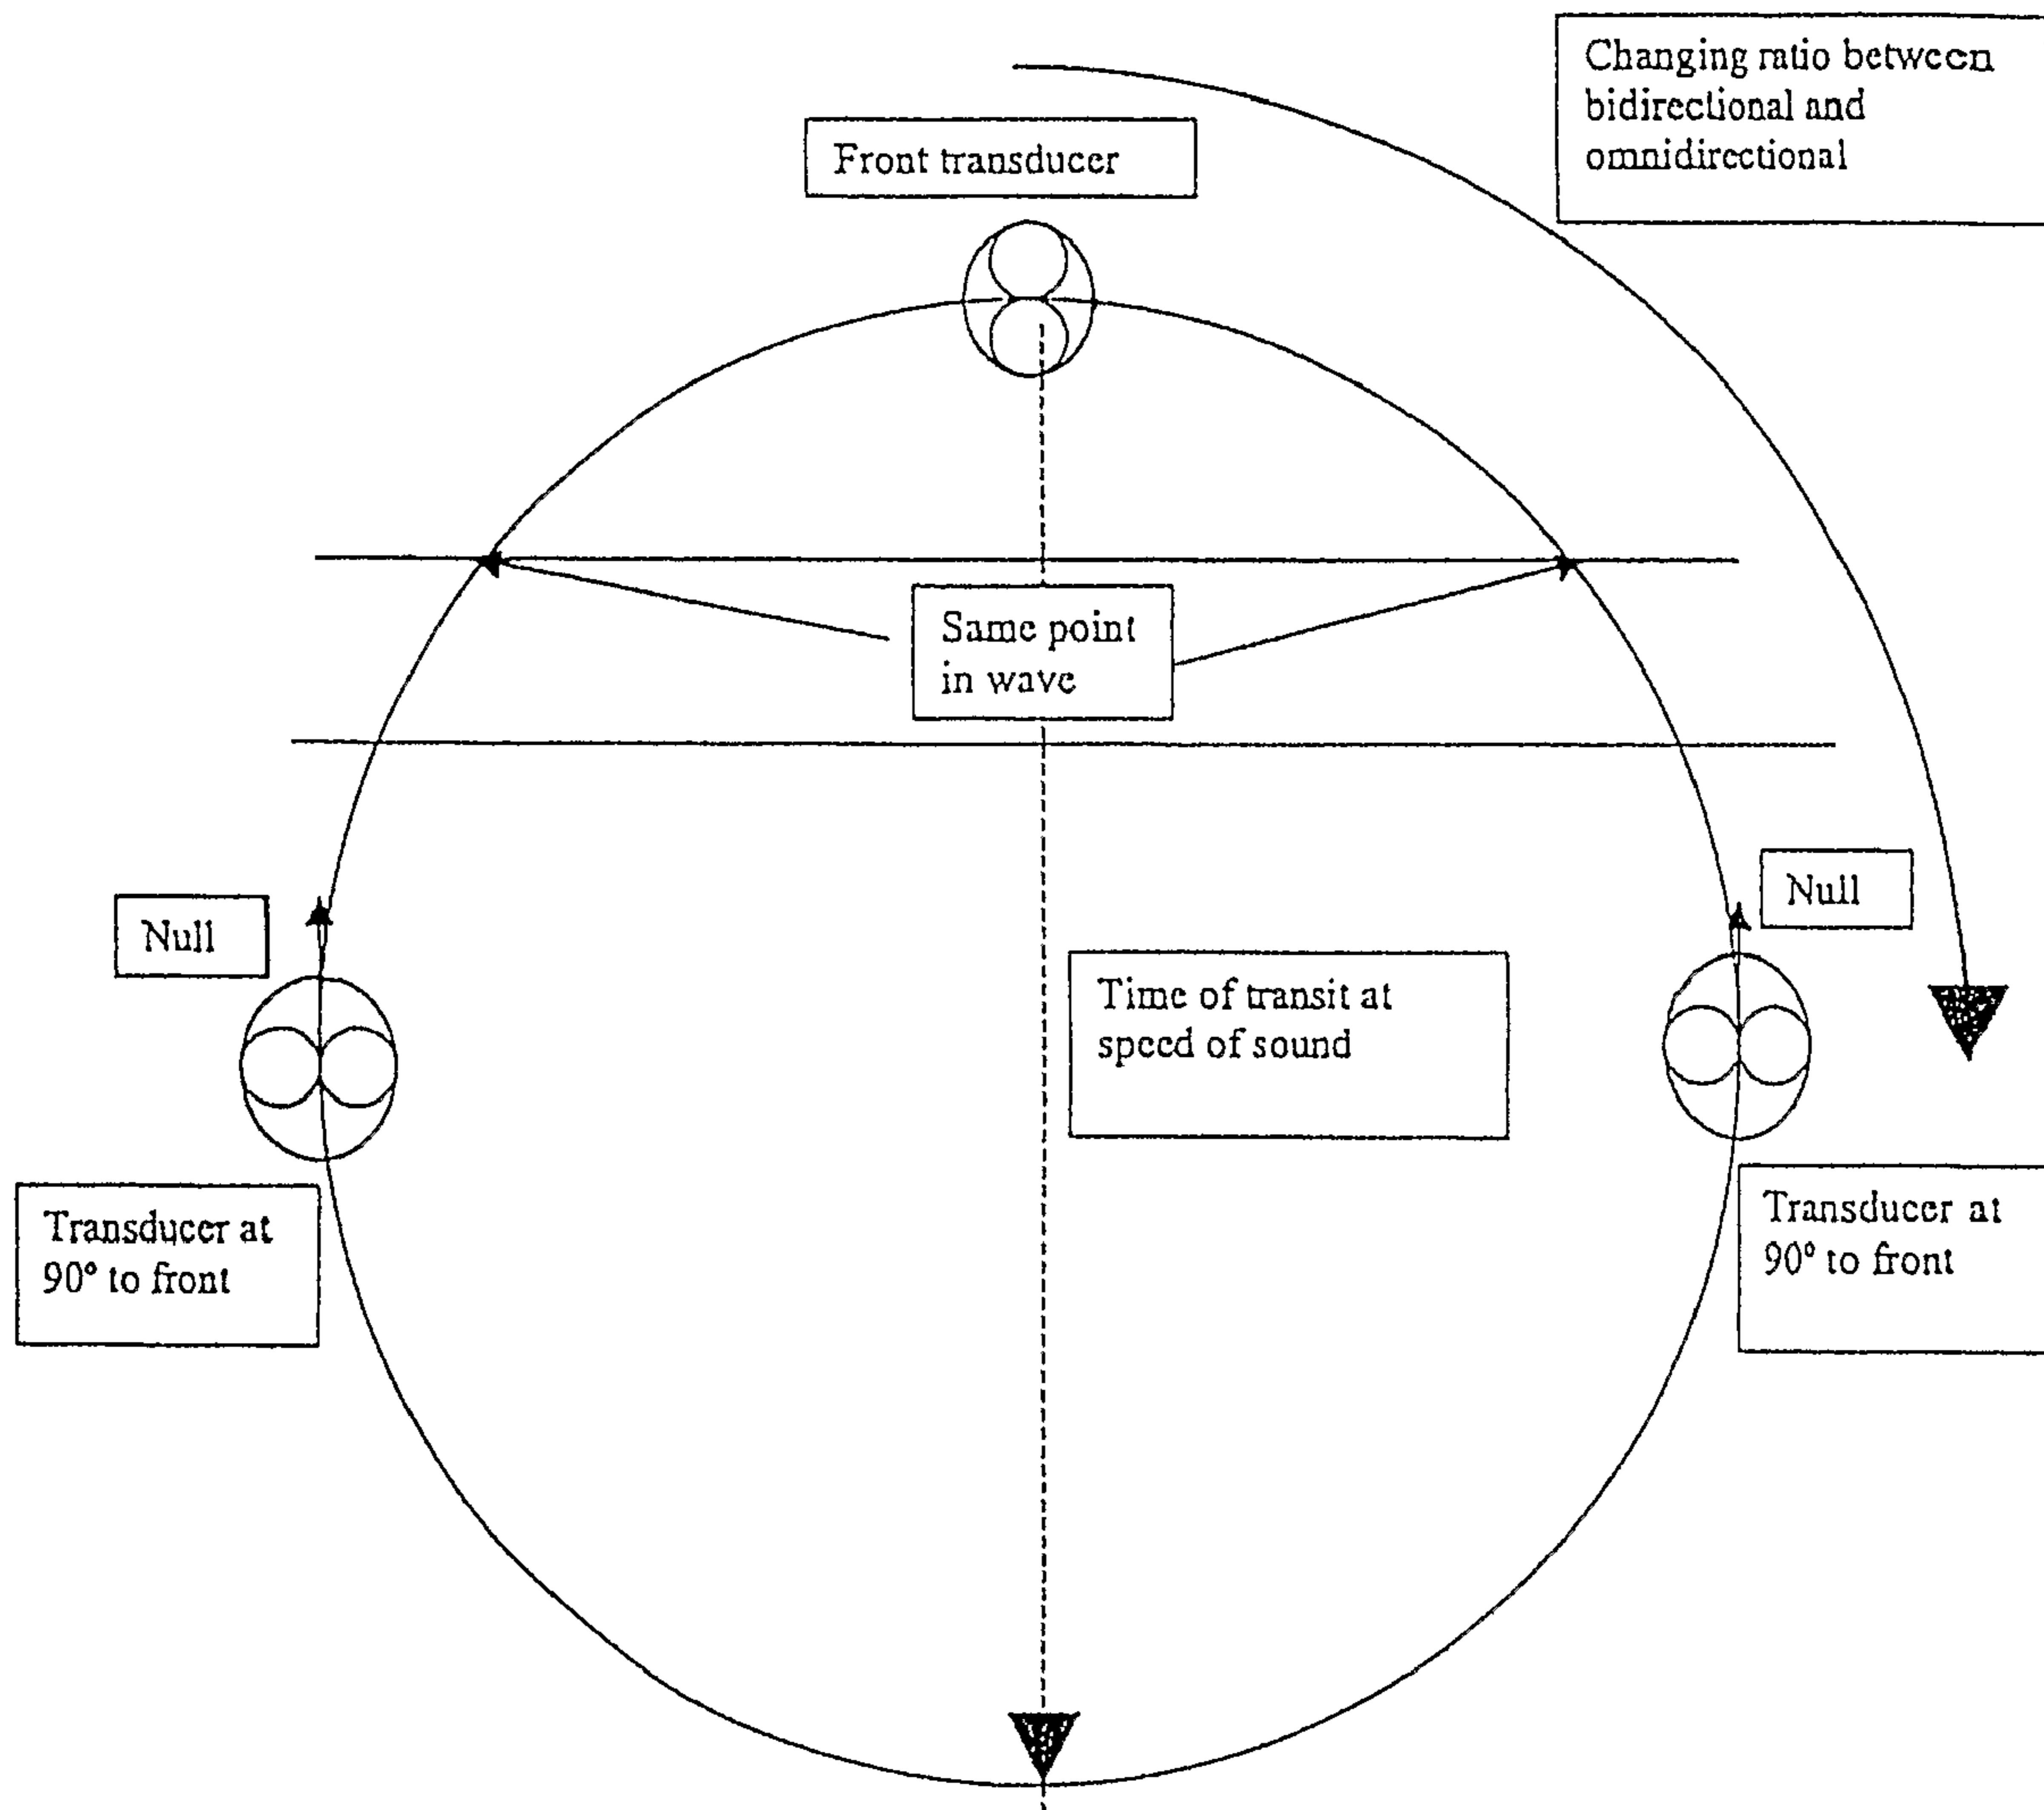 Changing ratio between
bidirectional and
omnidirectional
Front transducer
Same point
in wave
Null
Null
Time of transit at
speed of sound
Transducer at
90° to front
Transducer at
90° to front